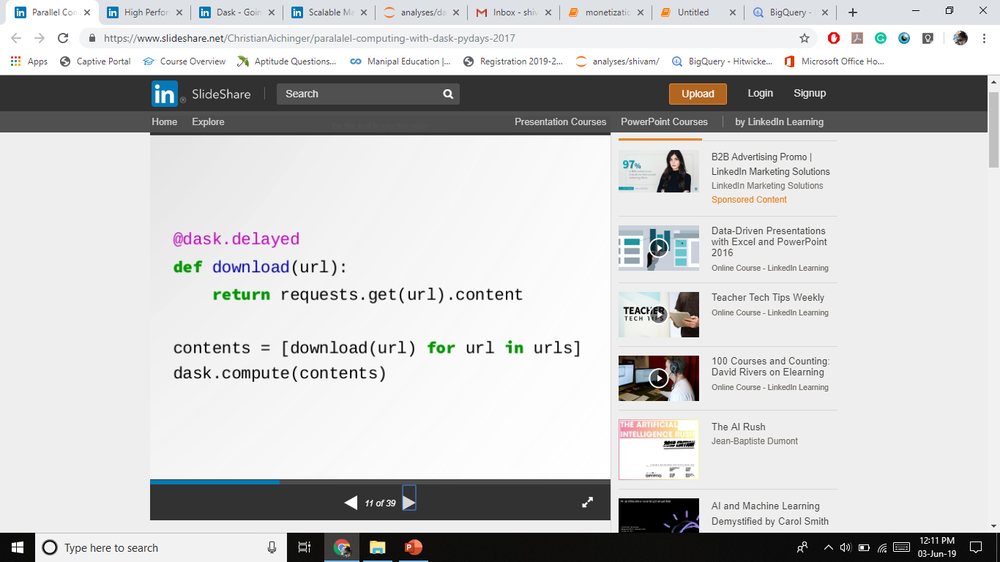 Parallel Con
High Perfor
Dask - Goin
Scalable Ma
analyses/da
Inbox - shiv
monetizatio
Untitled
BigQuery -
https://www.slideshare.net/ChristianAichinger/paralalel-computing-with-dask-pydays-2017
Apps
Captive Portal
Course Overview
Aptitude Questions...
Manipal Education |...
Registration 2019-2...
analyses/shivam/
BigQuery - Hitwicke...
Microsoft Office Ho...
in SlideShare
Search
Upload
Login
Signup
Home
Explore
Presentation Courses
PowerPoint Courses
by LinkedIn Learning
@dask.delayed
def download(url):
return requests.get(url).content
contents = [download(url) for url in urls]
dask.compute(contents)
11 of 39
97%
B2B Advertising Promo |
LinkedIn Marketing Solutions
LinkedIn Marketing Solutions
Sponsored Content
Data-Driven Presentations
with Excel and PowerPoint
2016
Online Course - LinkedIn Learning
TEACHER
TECH TIPS
Teacher Tech Tips Weekly
Online Course - LinkedIn Learning
100 Courses and Counting:
David Rivers on Elearning
Online Course - LinkedIn Learning
THE ARTIFICIAL
INTELLIGENCE RUSH
2019 EDITION
The AI Rush
Jean-Baptiste Dumont
AI and Machine Learning
Demystified by Carol Smith
Type here to search
12:11 PM
03-Jun-19